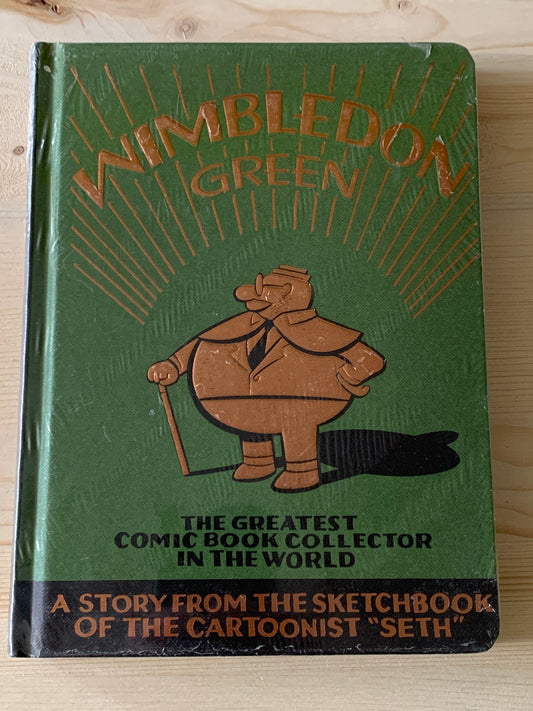 WIMBLEDON
GREEN
THE GREATEST
COMIC BOOK COLLECTOR
IN THE WORLD
A STORY FROM THE SKETCHBOOK
OF THE CARTOONIST "SETH"